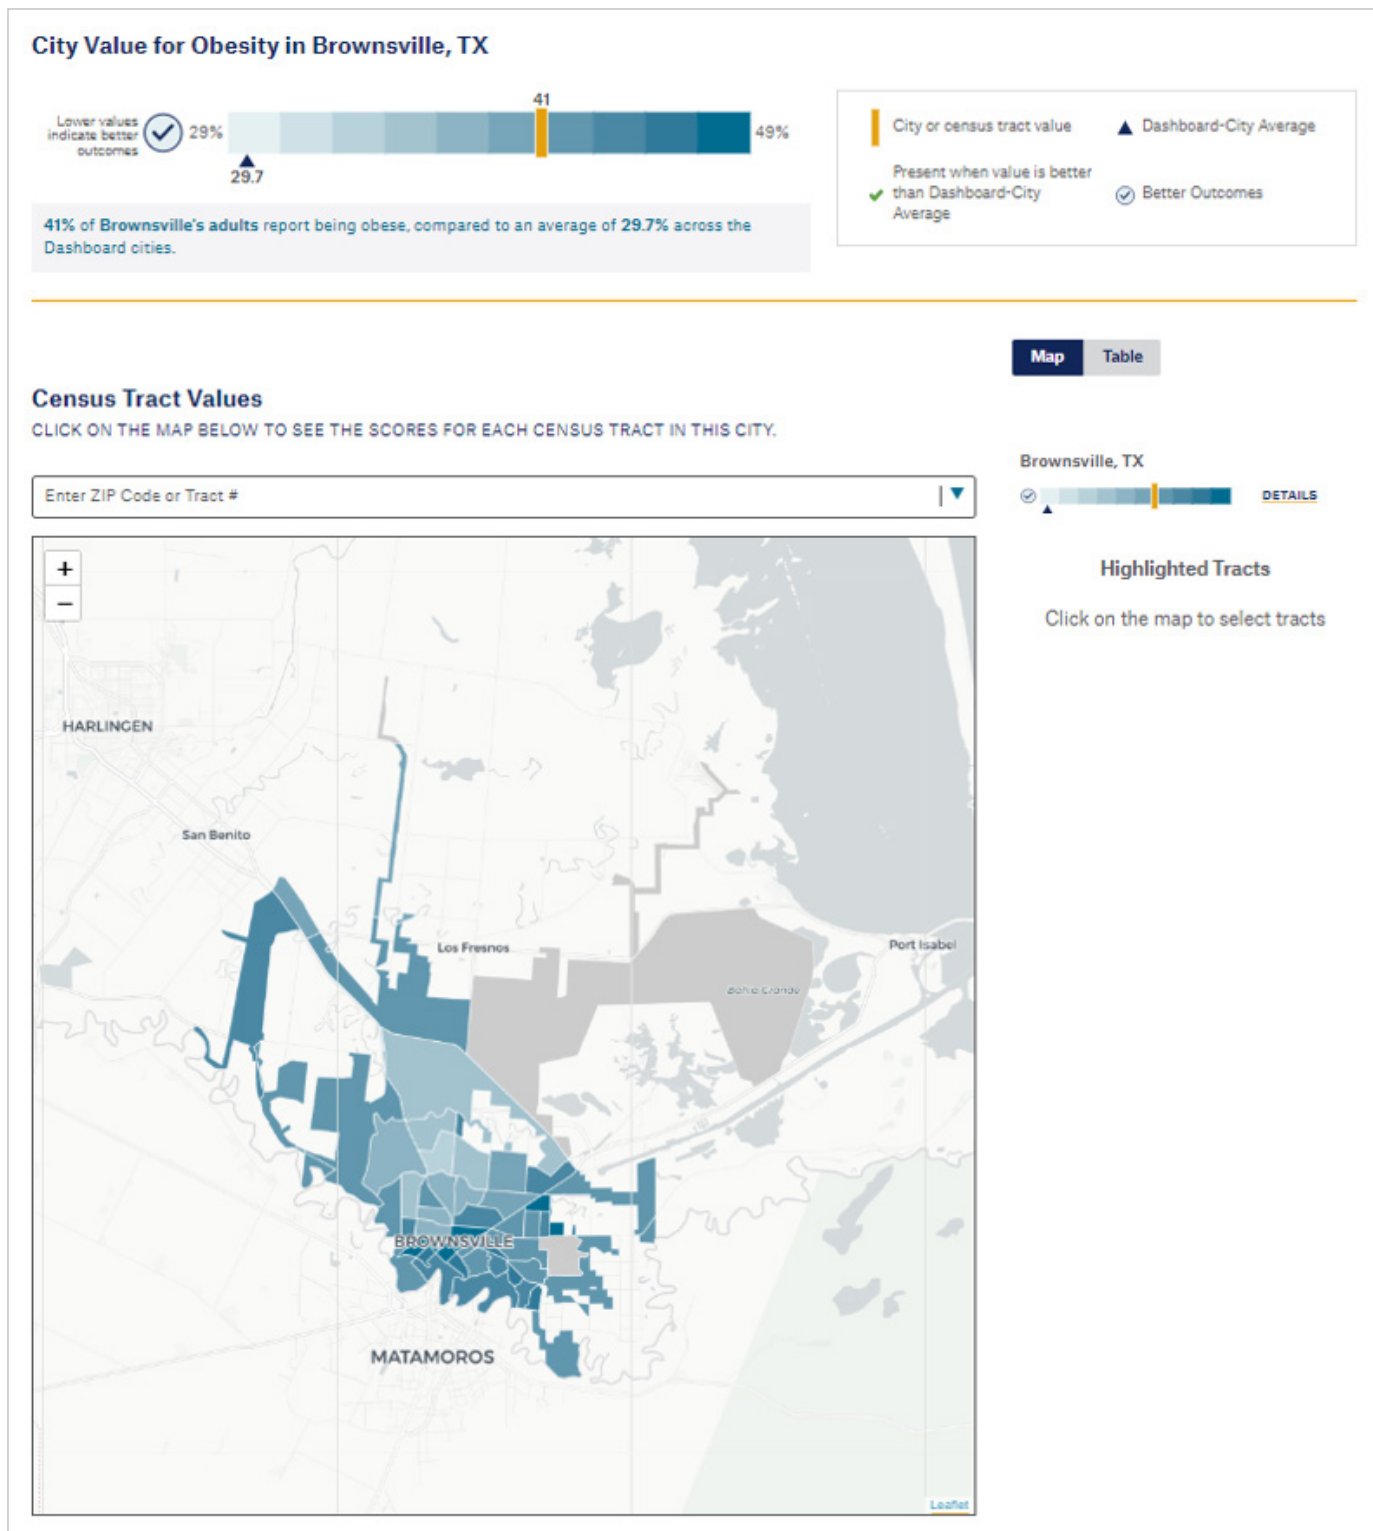 City Value for Obesity in Brownsville, TX
41
Lower values
indicate better
outcomes
29%
49%
29.7
41% of Brownsville's adults report being obese, compared to an average of 29.7% across the
Dashboard cities.
City or census tract value
Dashboard-City Average
Present when value is better
than Dashboard-City
Average
Better Outcomes
Map
Table
Census Tract Values
CLICK ON THE MAP BELOW TO SEE THE SCORES FOR EACH CENSUS TRACT IN THIS CITY.
Enter ZIP Code or Tract #
Brownsville, TX
DETAILS
Highlighted Tracts
Click on the map to select tracts
+
−
HARLINGEN
San Benito
Los Fresnos
Port Isabel
Bahia Grande
BROWNSVILLE
MATAMOROS
Leaflet